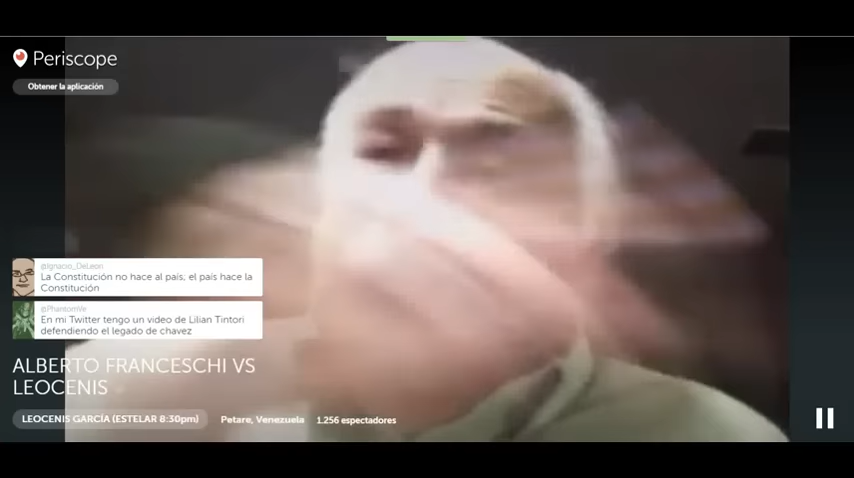 Periscope
Obtener la aplicación
@Ignacio_DeLeon
La Constitución no hace al país, el país hace la
Constitución
@PhantomVe
En mi Twitter tengo un video de Lilian Tintori
defendiendo el legado de chavez
ALBERTO FRANCESCHI VS
LEOCENIS
LEOCENIS GARCÍA (ESTELAR 8:30pm) Petare, Venezuela 1.256 espectadores